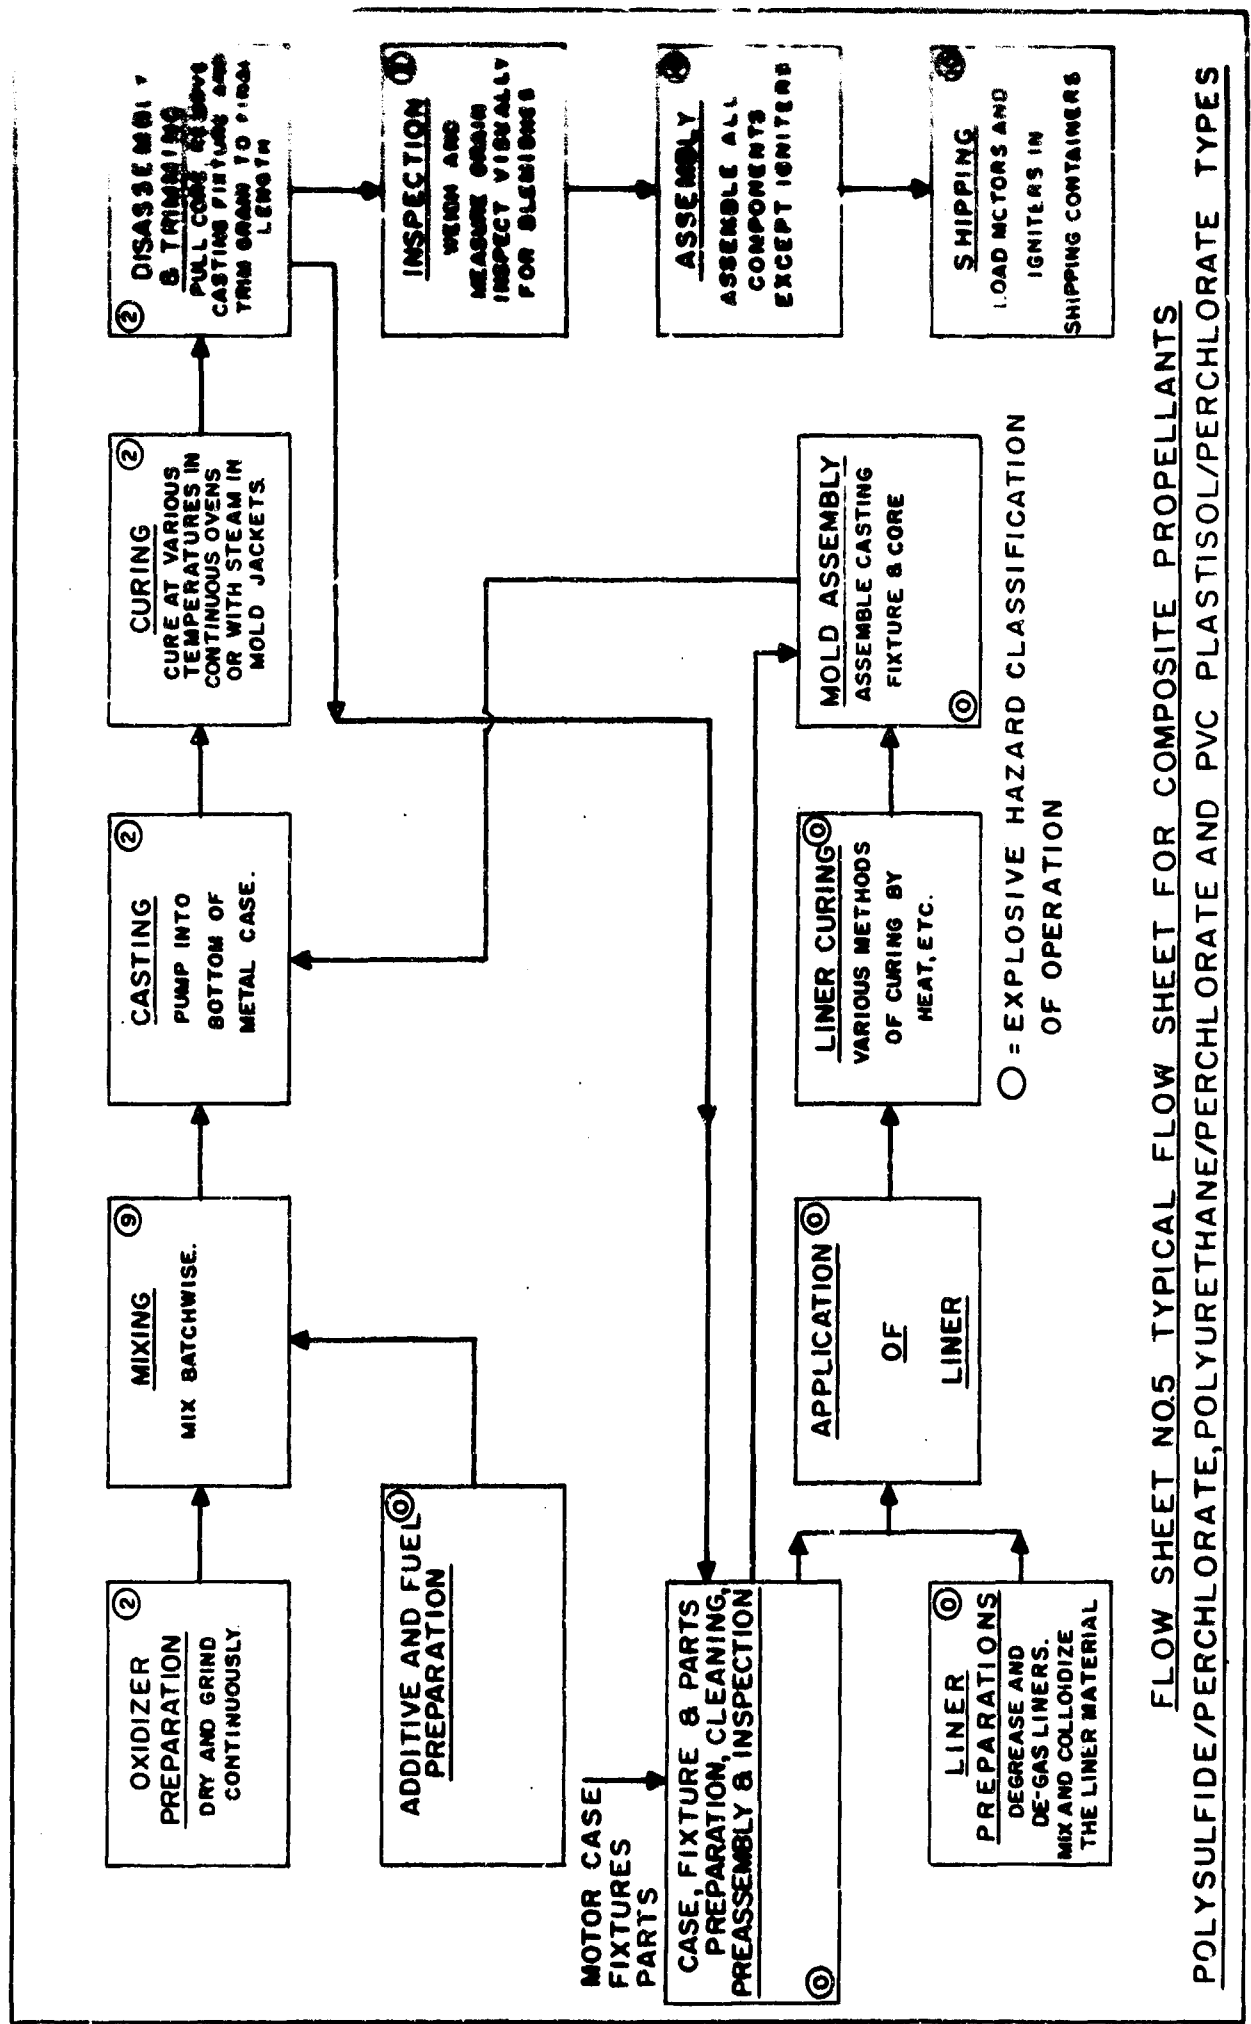 OXIDIZER
PREPARATION
DRY AND GRIND
CONTINUOUSLY.
2
MIXING
MIX BATCHWISE.
9
CASTING
PUMP INTO
BOTTOM OF
METAL CASE.
2
CURING
CURE AT VARIOUS
TEMPERATURES IN
CONTINUOUS OVENS
OR WITH STEAM IN
MOLD JACKETS.
2
2
& TRIMMING
PULL CORE,
CASTING FIXTURE AND
TRIM GRAIN TO
LENGTH
ADDITIVE AND FUEL
PREPARATION
0
INSPECTION
WEIGH AND
MEASURE GRAIN
INSPECT VISUALLY
FOR BLEMISHES
MOTOR CASE
FIXTURES
PARTS
CASE, FIXTURE & PARTS
PREPARATION, CLEANING,
PREASSEMBLY & INSPECTION
0
ASSEMBLY
ASSEMBLE ALL
COMPONENTS
EXCEPT IGNITERS
APPLICATION
OF
LINER
0
LINER CURING
VARIOUS METHODS
OF CURING BY
HEAT, ETC.
0
MOLD ASSEMBLY
ASSEMBLE CASTING
FIXTURE & CORE
0
LINER
PREPARATIONS
DEGREASE AND
DE-GAS LINERS.
MIX AND COLLOIDIZE
THE LINER MATERIAL
0
SHIPPING
LOAD MOTORS AND
IGNITERS IN
SHIPPING CONTAINERS
= EXPLOSIVE HAZARD CLASSIFICATION
OF OPERATION
FLOW SHEET NO.5 TYPICAL FLOW SHEET FOR COMPOSITE PROPELLANTS
POLYSULFIDE/PERCHLORATE, POLYURETHANE/PERCHLORATE AND PVC PLASTISOL/PERCHLORATE TYPES